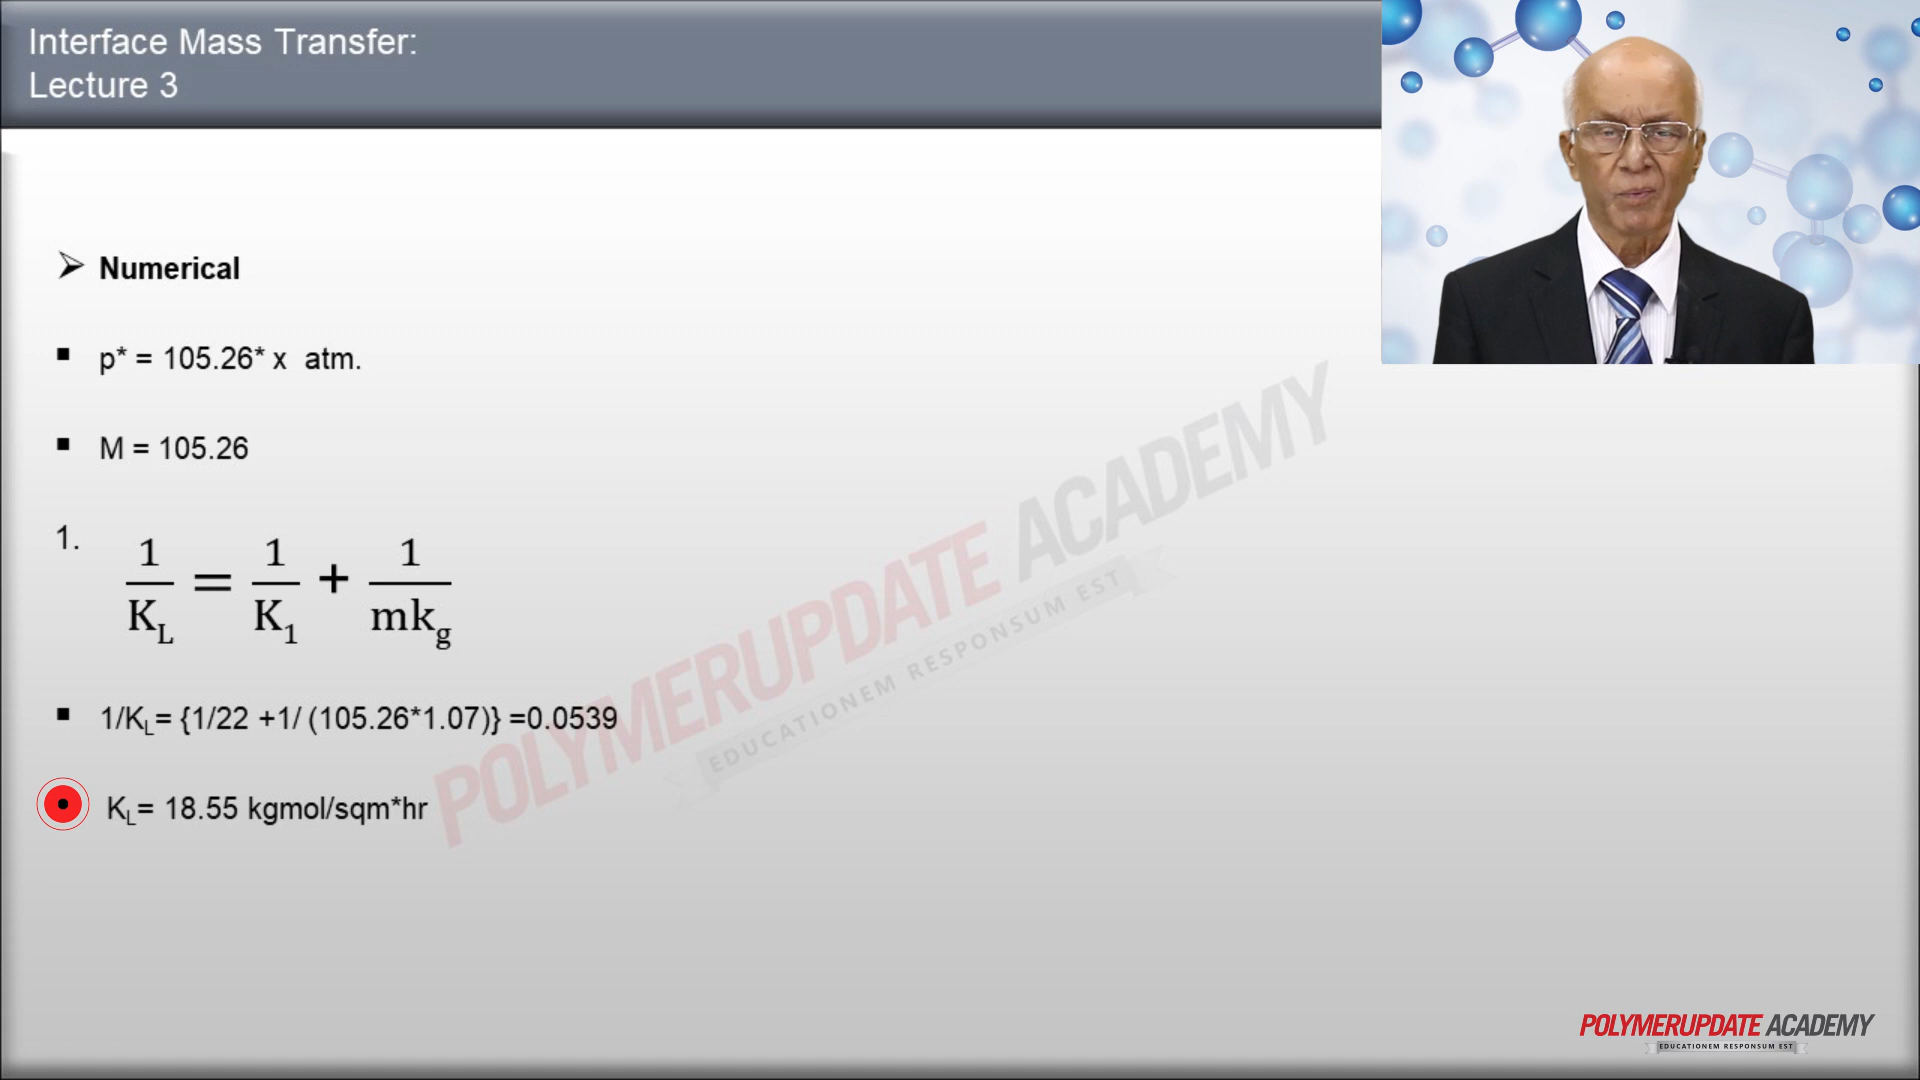 Interface Mass Transfer:
Lecture 3
Numerical
p* = 105.26* x  atm.
M = 105.26
1.
1/K_L = 1/K_1 + 1/mk_g
1/K_L= {1/22 +1/ (105.26*1.07)} =0.0539
K_L= 18.55 kgmol/sqm*hr
POLYMERUPDATE ACADEMY
EDUCATIONEM RESPONSUM EST
POLYMERUPDATE ACADEMY
EDUCATIONEM RESPONSUM EST